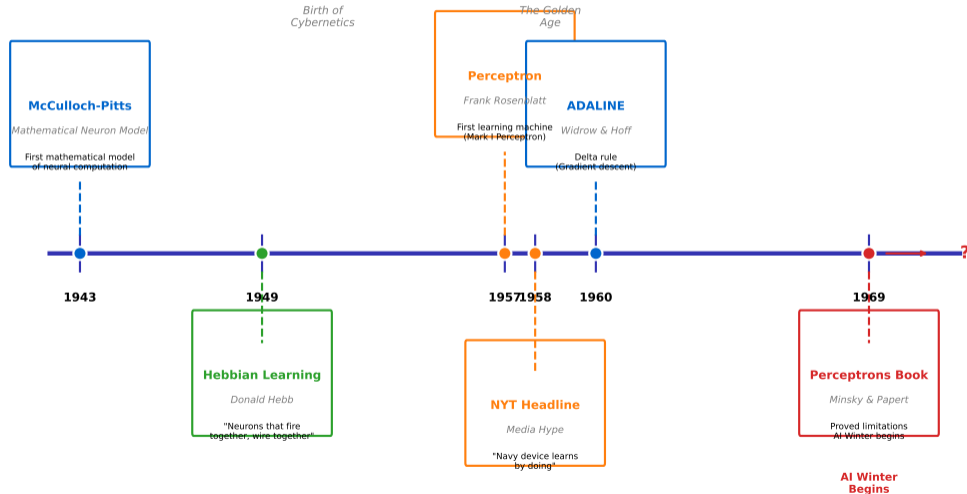 Birth of
Cybernetics
The Golden
Age
McCulloch-Pitts
Mathematical Neuron Model
First mathematical model
of neural computation
Perceptron
Frank Rosenblatt
First learning machine
(Mark I Perceptron)
ADALINE
Widrow & Hoff
Delta rule
(Gradient descent)
?
1943
1949
1957
1958
1960
1969
Hebbian Learning
Donald Hebb
"Neurons that fire
together, wire together"
NYT Headline
Media Hype
"Navy device learns
by doing"
Perceptrons Book
Minsky & Papert
Proved limitations
AI Winter begins
AI Winter
Begins